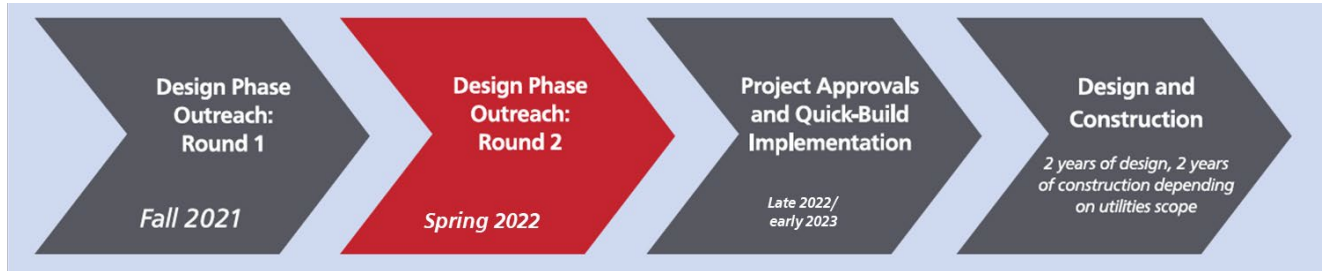 Design Phase
Outreach:
Round 1
Fall 2021
Design Phase
Outreach:
Round 2
Spring 2022
Project Approvals
and Quick-Build
Implementation
Late 2022/
early 2023
Design and
Construction
2 years of design, 2 years
of construction depending
on utilities scope